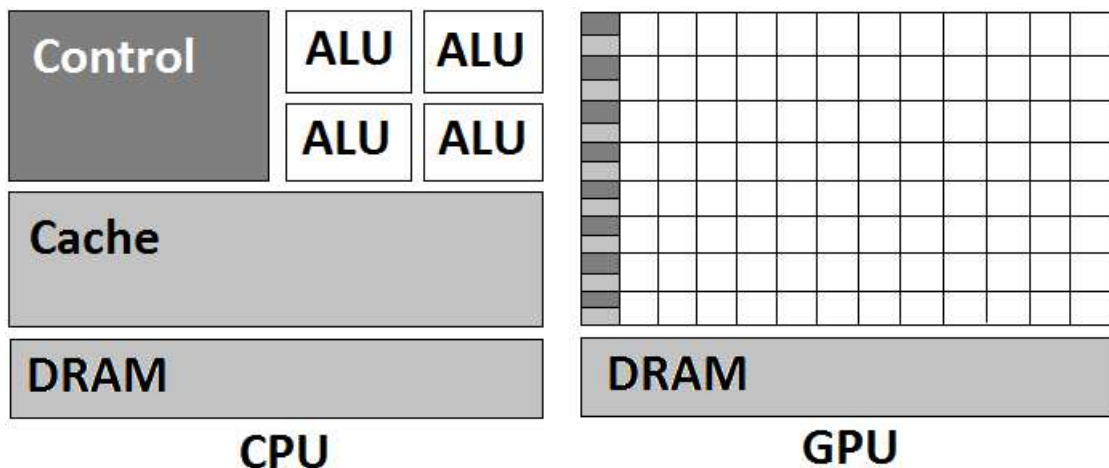 Control
ALU ALU
ALU ALU
Cache
DRAM
CPU
DRAM
GPU